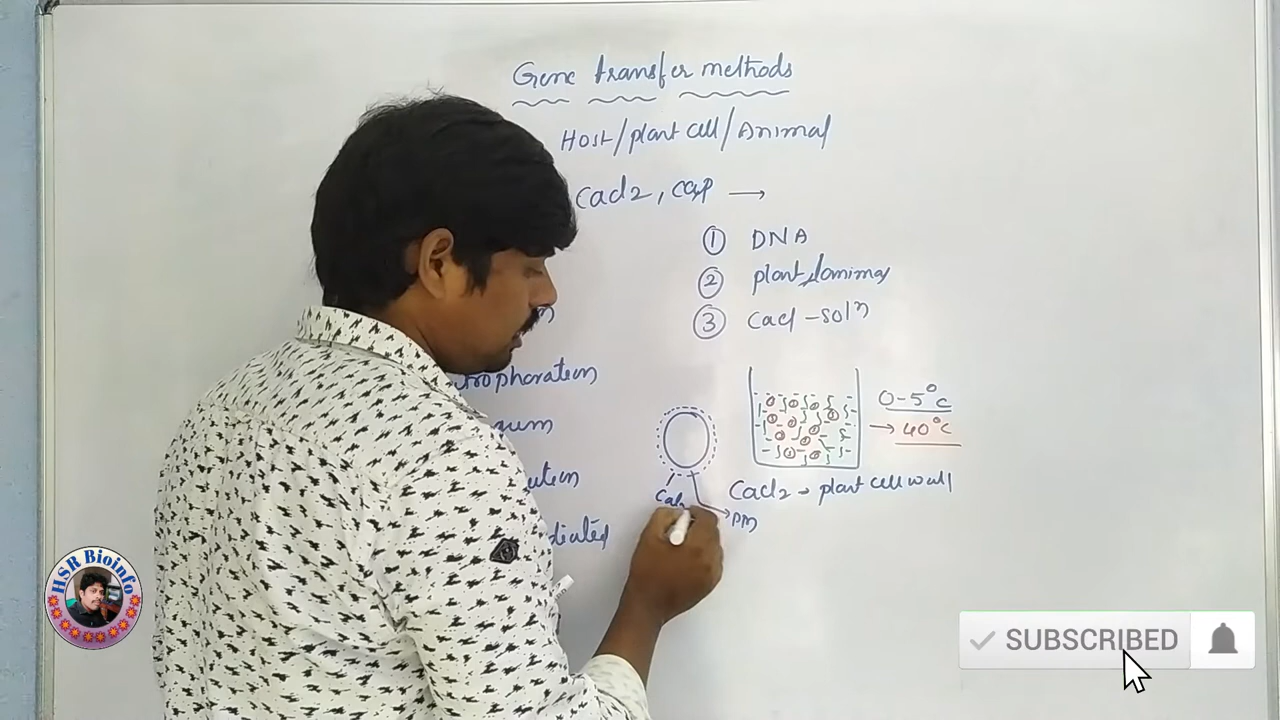 Gene transfer methods
Host/plant cell/Animal
Cacl2, cap →
① DNA
② plant/animal
③ cacl - soln
0-5°c
→ 40°c
cacl2 → plant cell wall
PM
HSR Bioinfo
SUBSCRIBED